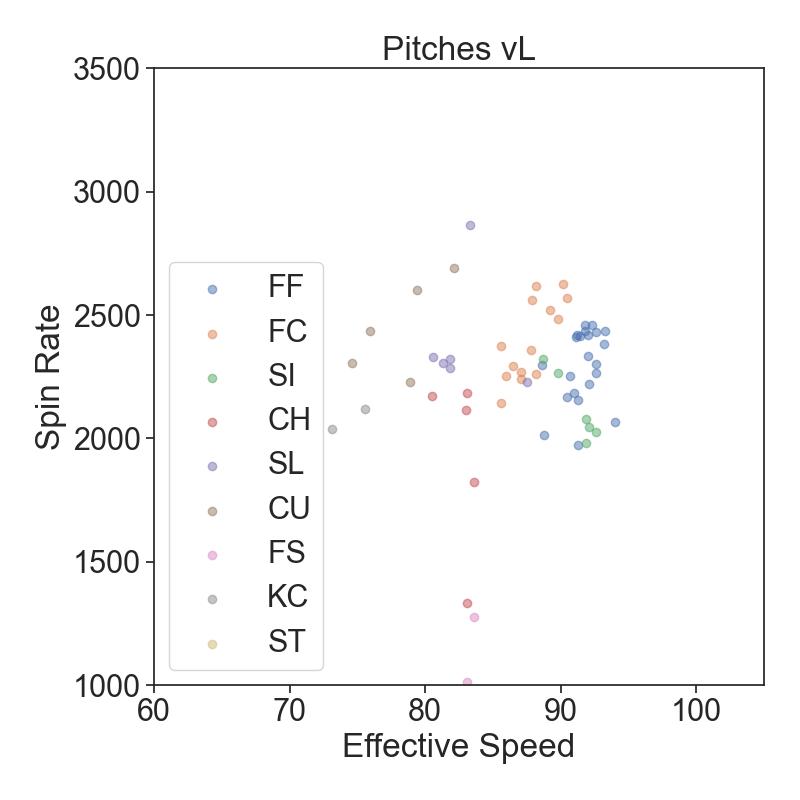 Pitches vL
3500
3000
2500
2000
1500
1000
Spin Rate
FF
FC
SI
CH
SL
CU
FS
KC
ST
60 70 80 90 100
Effective Speed